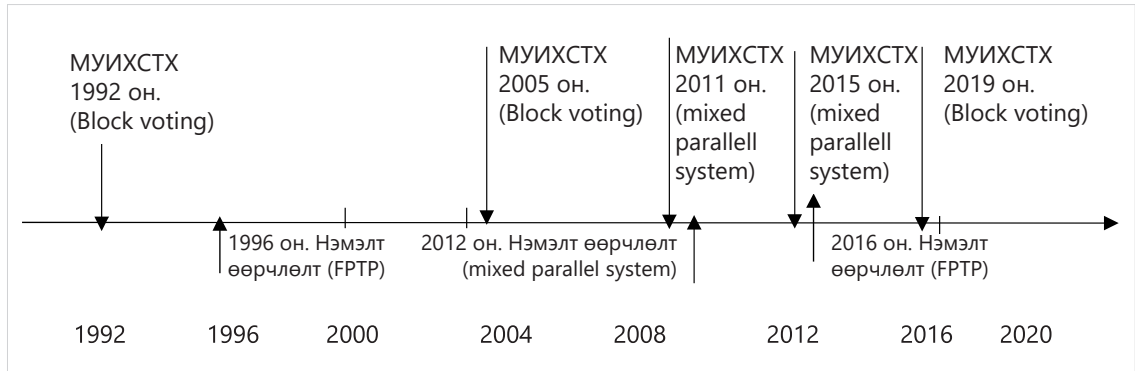 МУИХСТХ
1992 он.
(Block voting)
МУИХСТХ
2005 он.
(Block voting)
МУИХСТХ
2011 он.
(mixed
parallell
system)
МУИХСТХ
2015 он.
(mixed
parallell
system)
МУИХСТХ
2019 он.
(Block voting)
1996 он. Нэмэлт
өөрчлөлт (FPTP)
2012 он. Нэмэлт өөрчлөлт
(mixed parallel system)
2016 он. Нэмэлт
өөрчлөлт (FPTP)
1992 1996 2000 2004 2008 2012 2016 2020